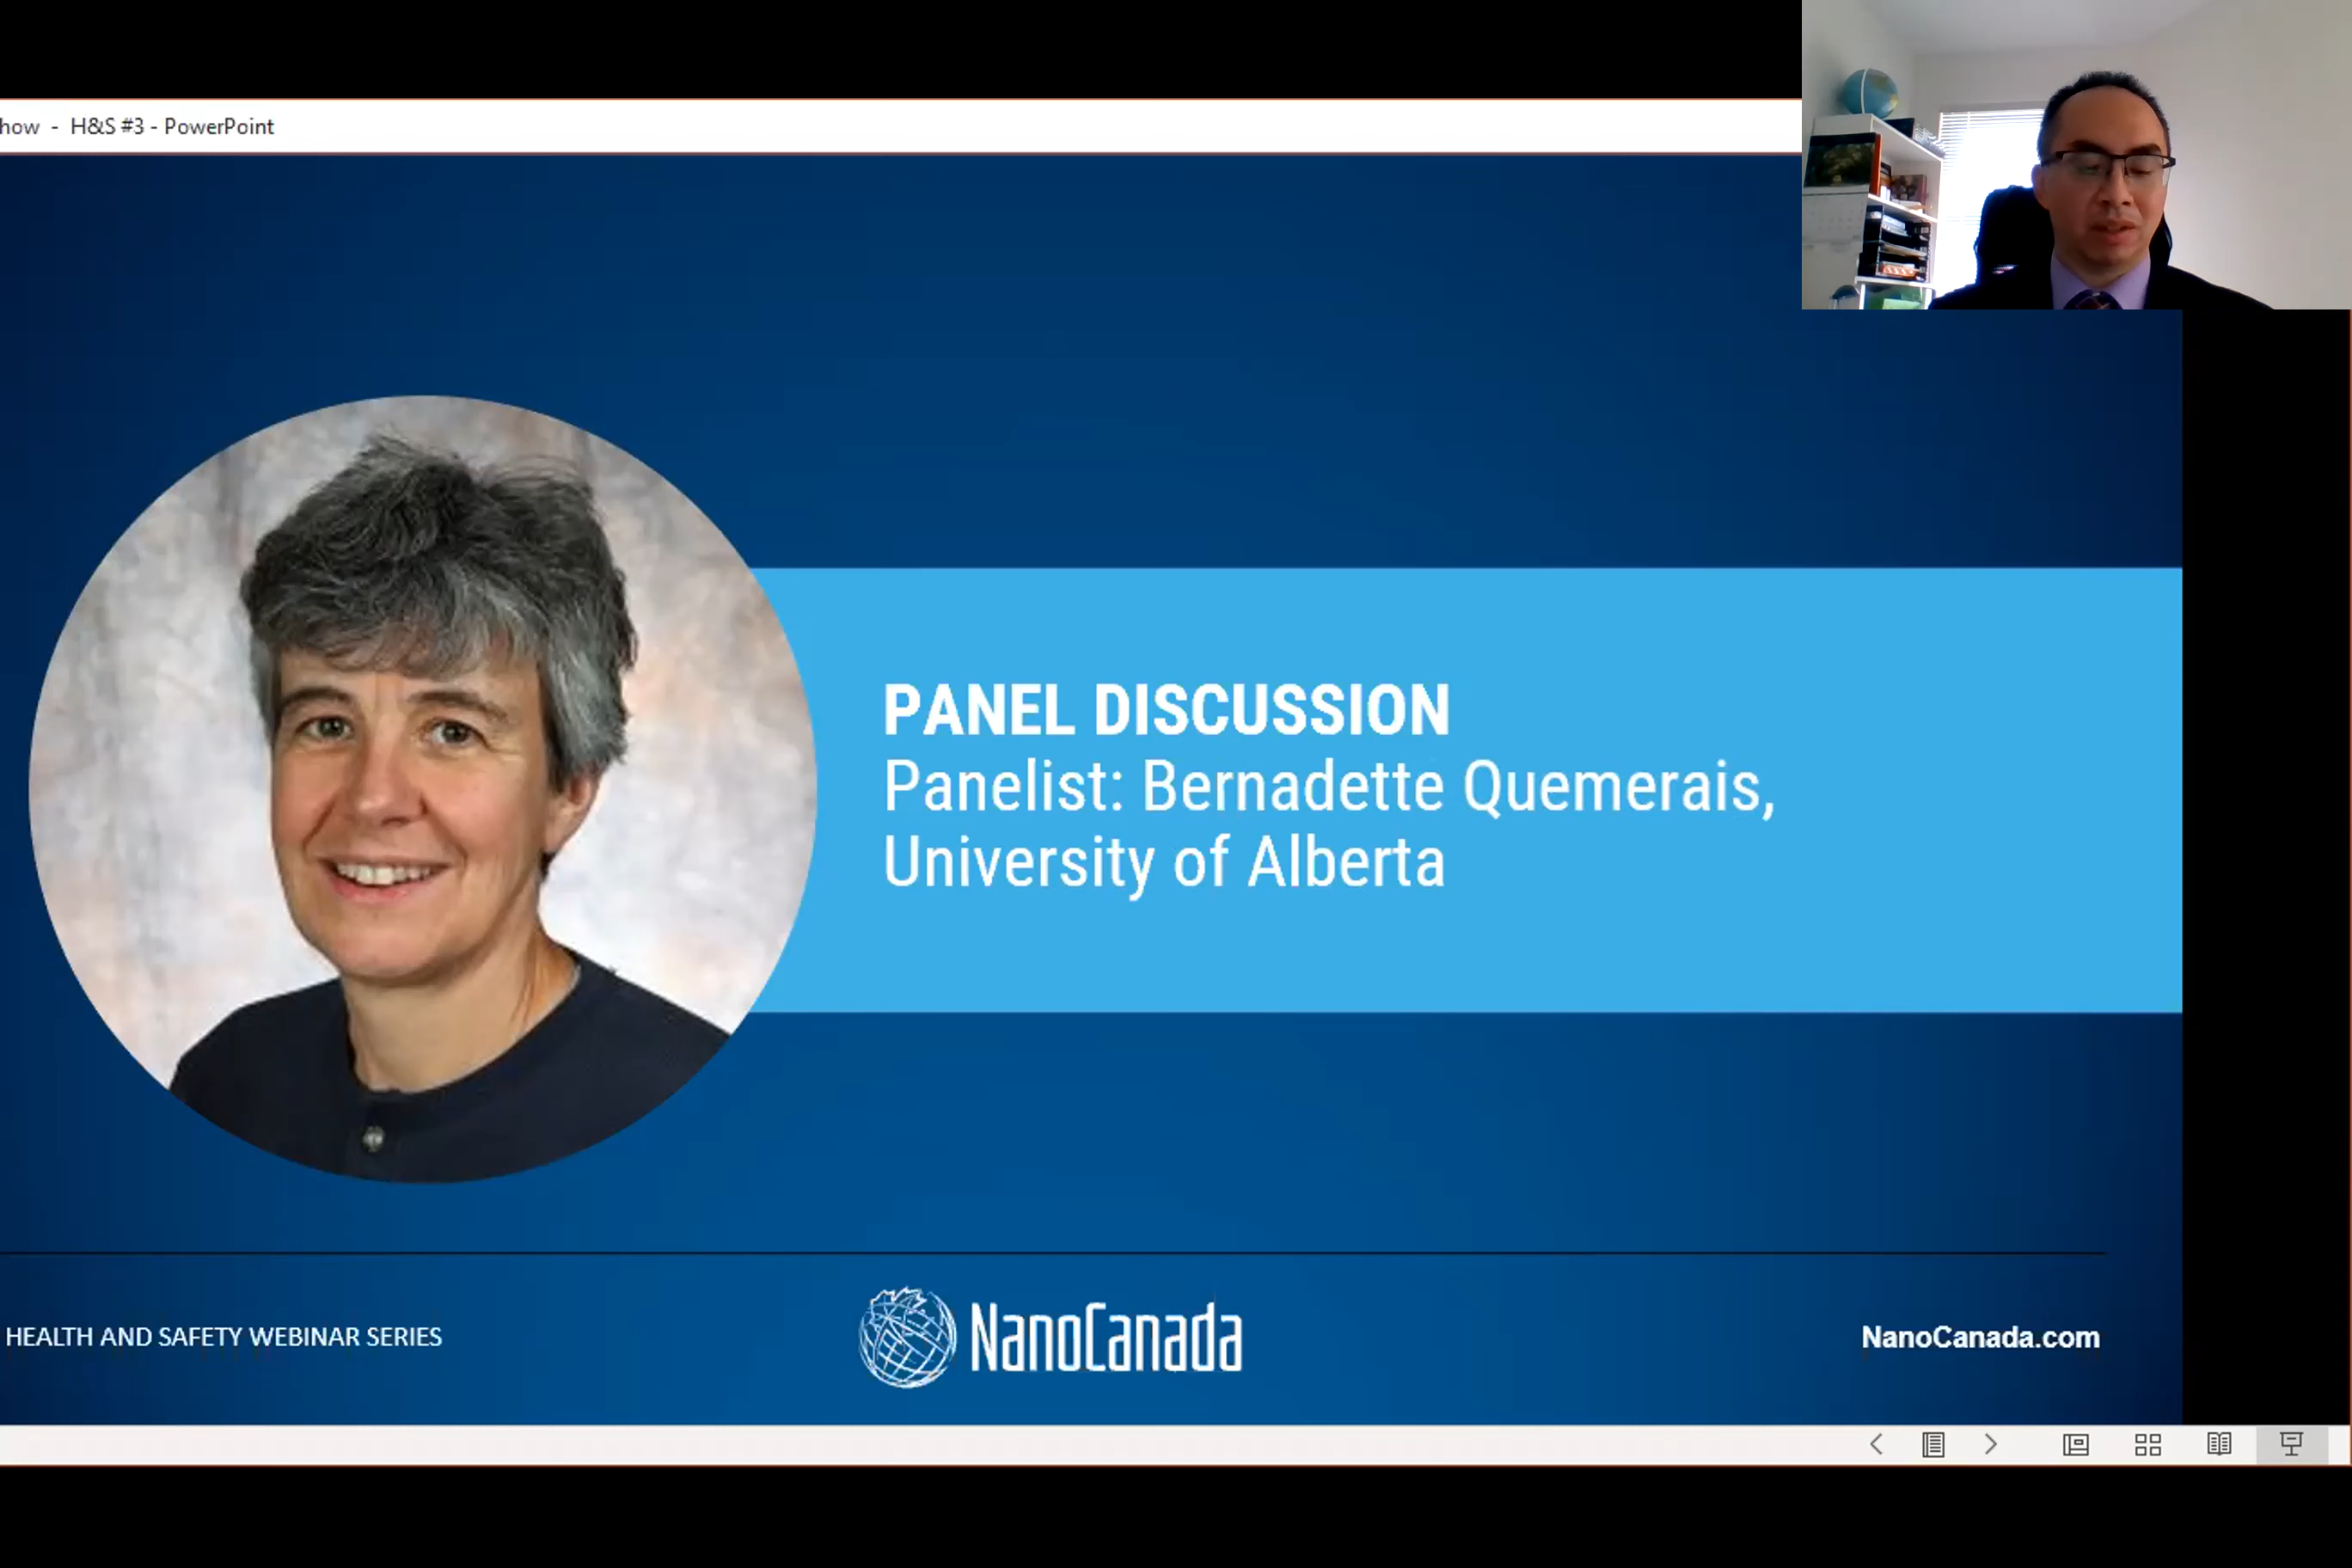 how - H&S #3 - PowerPoint
PANEL DISCUSSION
Panelist: Bernadette Quemerais,
University of Alberta
HEALTH AND SAFETY WEBINAR SERIES
NanoCanada
NanoCanada.com